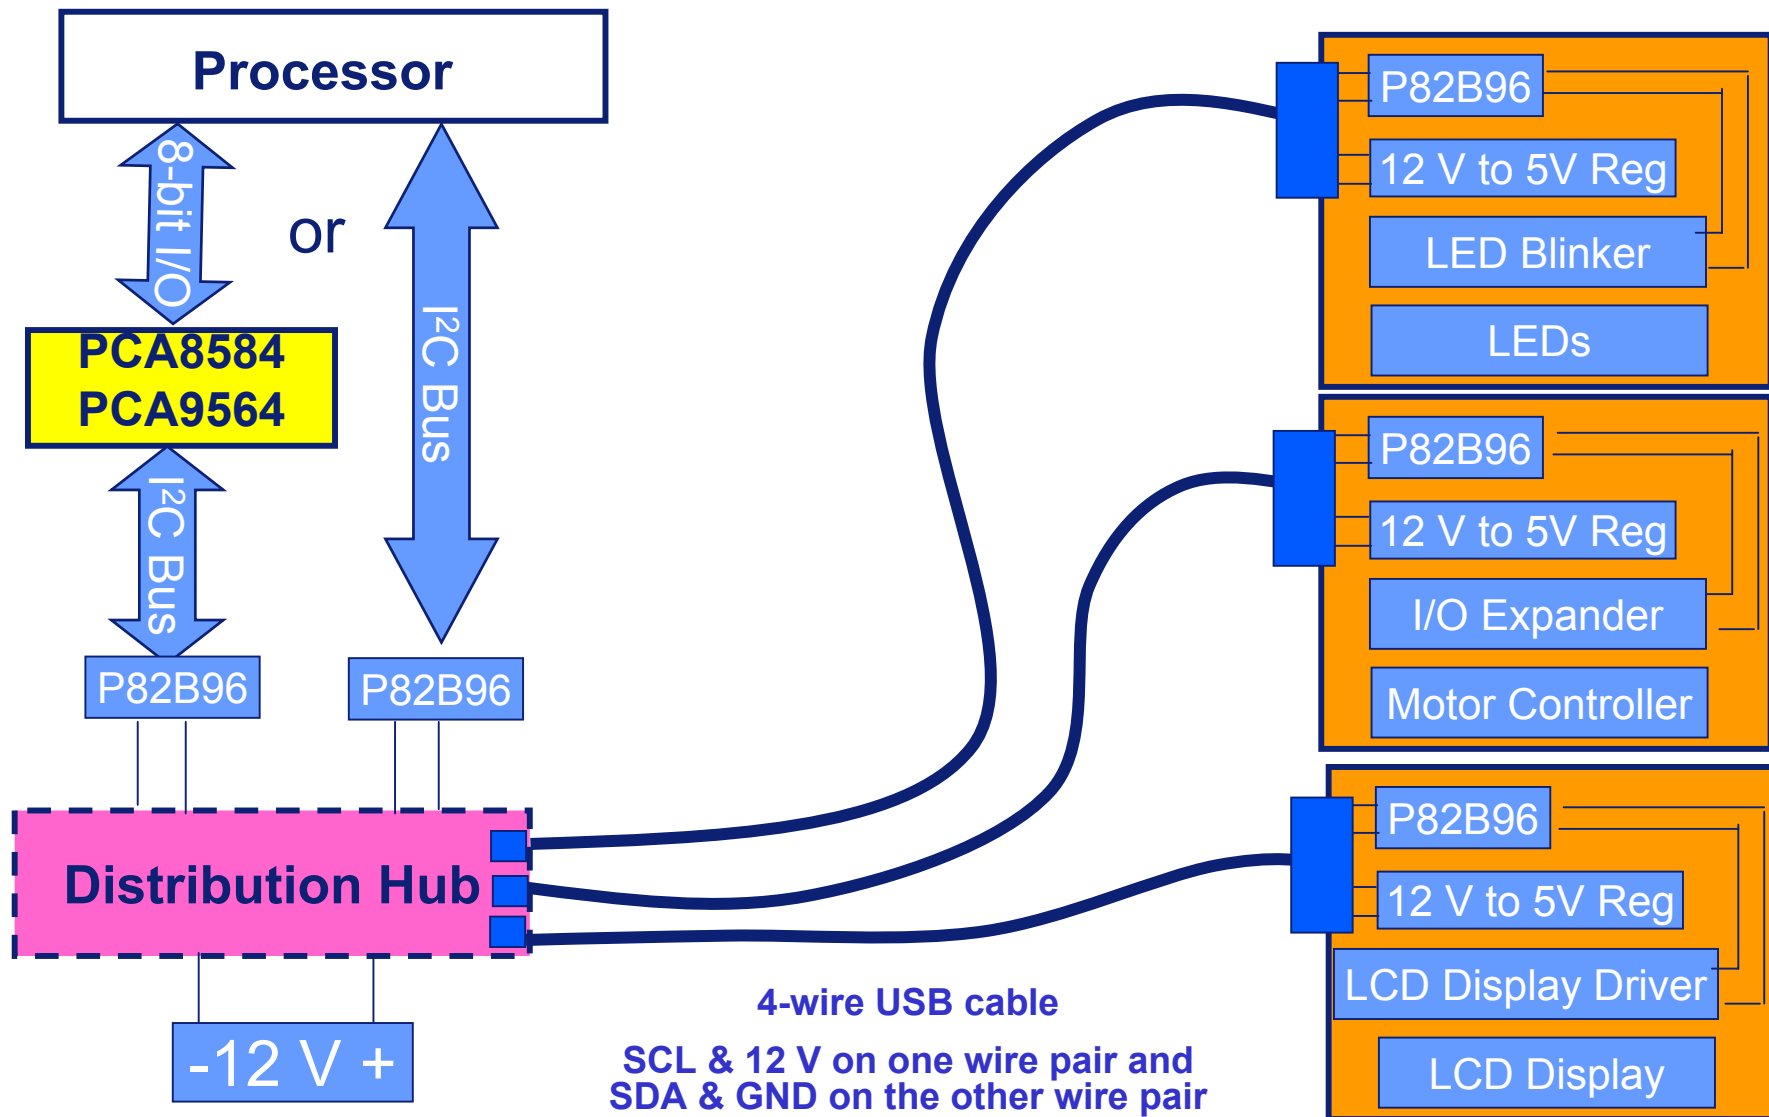 Processor
8-bit I/O
or
I²C Bus
PCA8584
PCA9564
I²C Bus
P82B96
P82B96
Distribution Hub
-12 V +
4-wire USB cable
SCL & 12 V on one wire pair and
SDA & GND on the other wire pair
P82B96
12 V to 5V Reg
LED Blinker
LEDs
P82B96
12 V to 5V Reg
I/O Expander
Motor Controller
P82B96
12 V to 5V Reg
LCD Display Driver
LCD Display